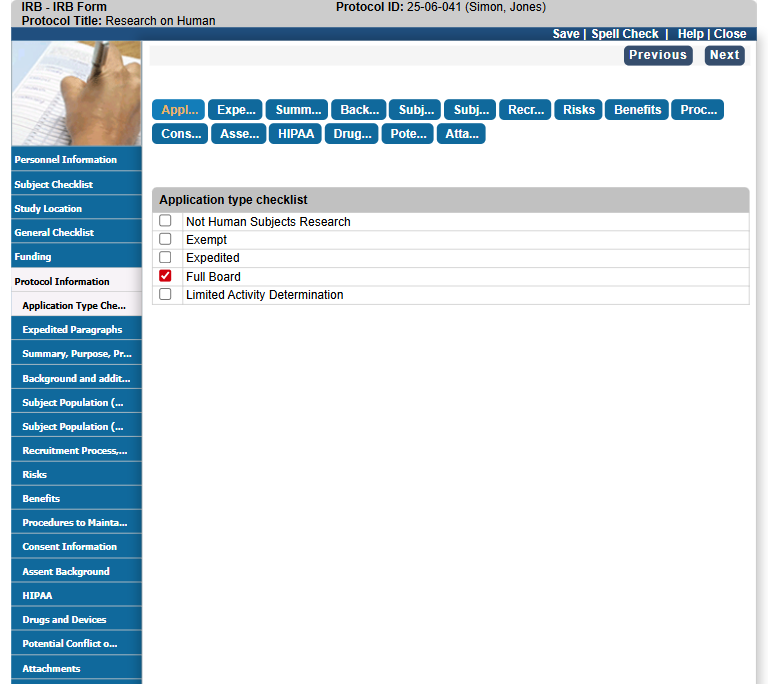 IRB - IRB Form
Protocol ID: 25-06-041 (Simon, Jones)
Protocol Title: Research on Human
Save | Spell Check | Help | Close
Previous Next
Appl... Expe... Summ... Back... Subj... Subj... Recr... Risks Benefits Proc...
Cons... Asse... HIPAA Drug... Pote... Atta...
Personnel Information
Subject Checklist
Study Location
General Checklist
Funding
Protocol Information
Application Type Che...
Expedited Paragraphs
Summary, Purpose, Pr...
Background and addit...
Subject Population (...
Subject Population (...
Recruitment Process,...
Risks
Benefits
Procedures to Mainta...
Consent Information
Assent Background
HIPAA
Drugs and Devices
Potential Conflict o...
Attachments
Application type checklist
Not Human Subjects Research
Exempt
Expedited
Full Board
Limited Activity Determination